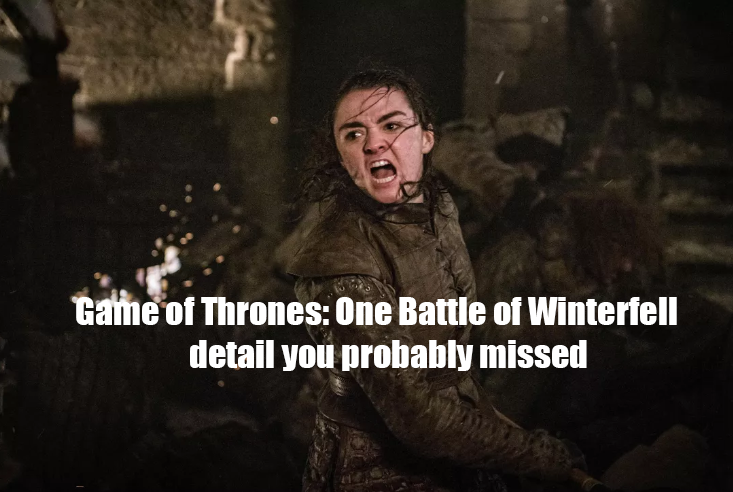 Game of Thrones: One Battle of Winterfell
detail you probably missed